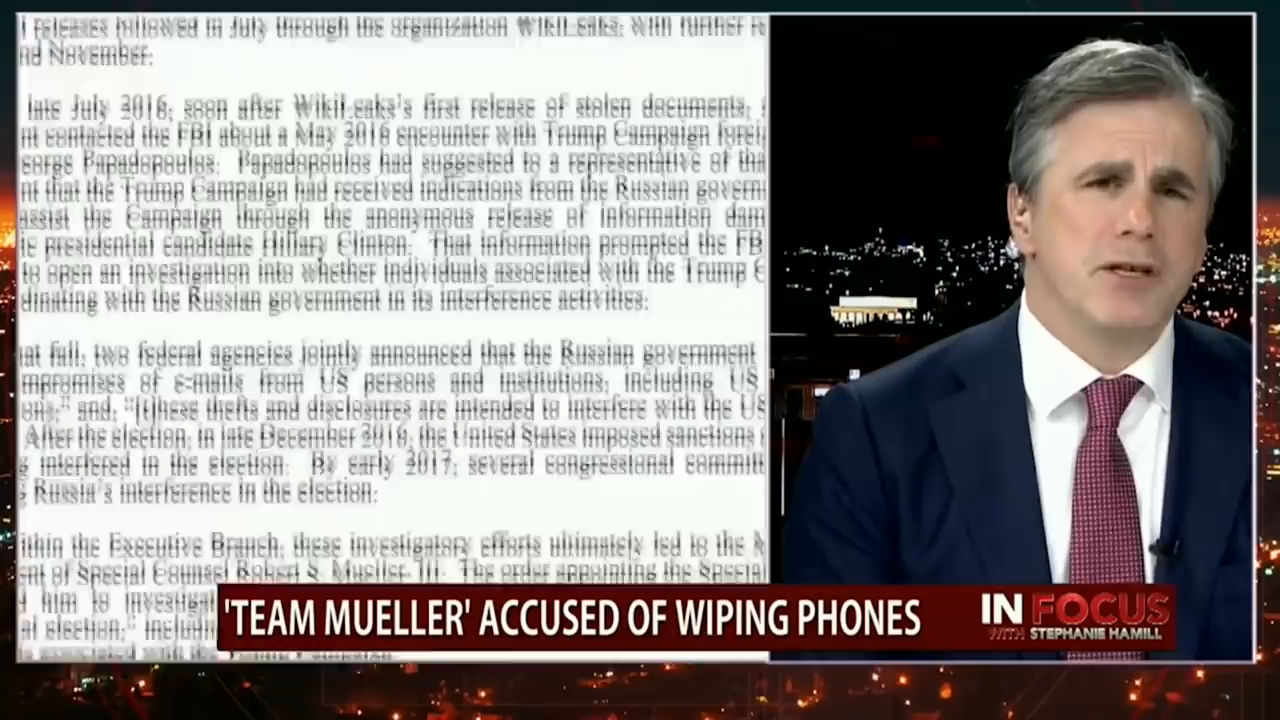 releases followed in July through the organization WikiLeaks, with further re
nd November.
late July 2016, soon after WikiLeaks's first release of stolen documents,
nt contacted the FBI about a May 2016 encounter with Trump Campaign forei
eorge Papadopoulos. Papadopoulos had suggested to a representative of tha
nt that the Trump Campaign had received indications from the Russian governm
assist the Campaign through the anonymous release of information dam
presidential candidate Hillary Clinton. That information prompted the FB
to open an investigation into whether individuals associated with the Trump C
dinating with the Russian government in its interference activities.
at fall, two federal agencies jointly announced that the Russian government
mpromises of e-mails from US persons and institutions, including US
ons," and, "[t]hese thefts and disclosures are intended to interfere with the US
After the election, in late December 2016, the United States imposed sanctions
g interfered in the election. By early 2017, several congressional committ
g Russia's interference in the election.
ithin the Executive Branch, these investigatory efforts ultimately led to the M
nt of Special Counsel Robert S. Mueller, III. The order appointing the Special
him to investigat
al election," includin
'TEAM MUELLER' ACCUSED OF WIPING PHONES
IN FOCUS
WITH STEPHANIE HAMILL